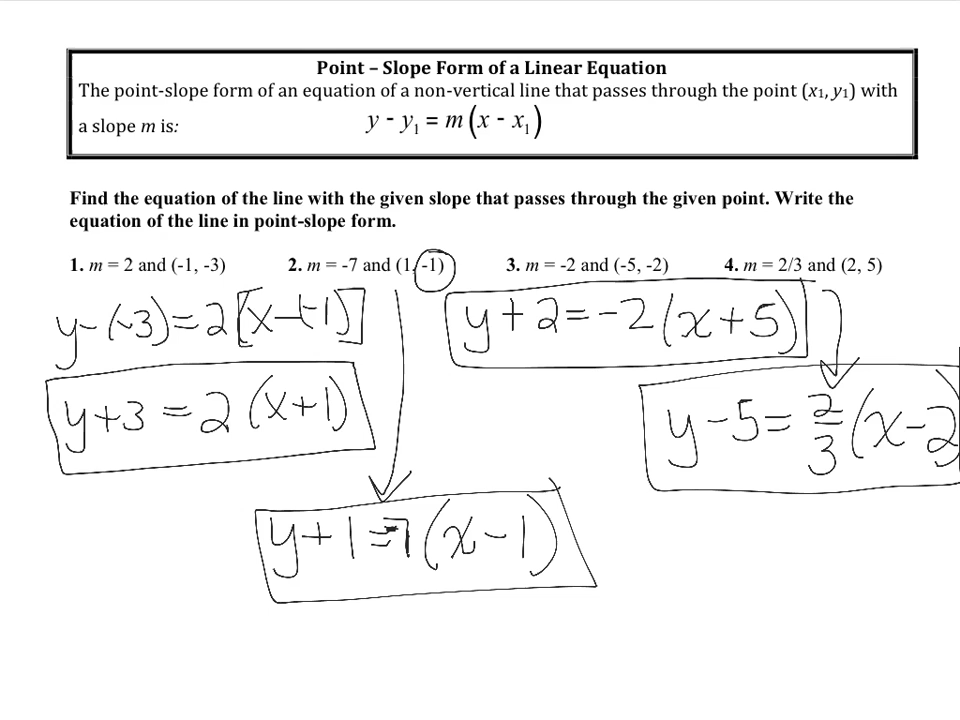 Point – Slope Form of a Linear Equation
The point-slope form of an equation of a non-vertical line that passes through the point (x₁, y₁) with
a slope m is: y - y₁ = m(x - x₁)
Find the equation of the line with the given slope that passes through the given point. Write the
equation of the line in point-slope form.
1. m = 2 and (-1, -3) 2. m = -7 and (1, -1) 3. m = -2 and (-5, -2) 4. m = 2/3 and (2, 5)
y-(-3)=2[x-(-1)]
y+2=-2(x+5)
y+3=2(x+1)
y-5=2/3(x-2
y+1=-7(x-1)